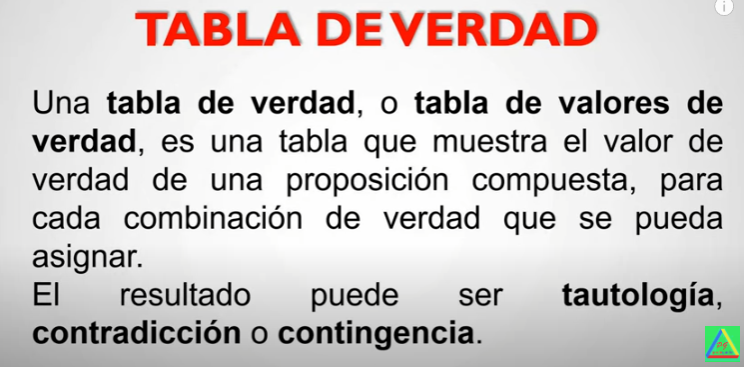 TABLA DE VERDAD
Una tabla de verdad, o tabla de valores de
verdad, es una tabla que muestra el valor de
verdad de una proposición compuesta, para
cada combinación de verdad que se pueda
asignar.
El resultado puede ser tautología,
contradicción o contingencia.